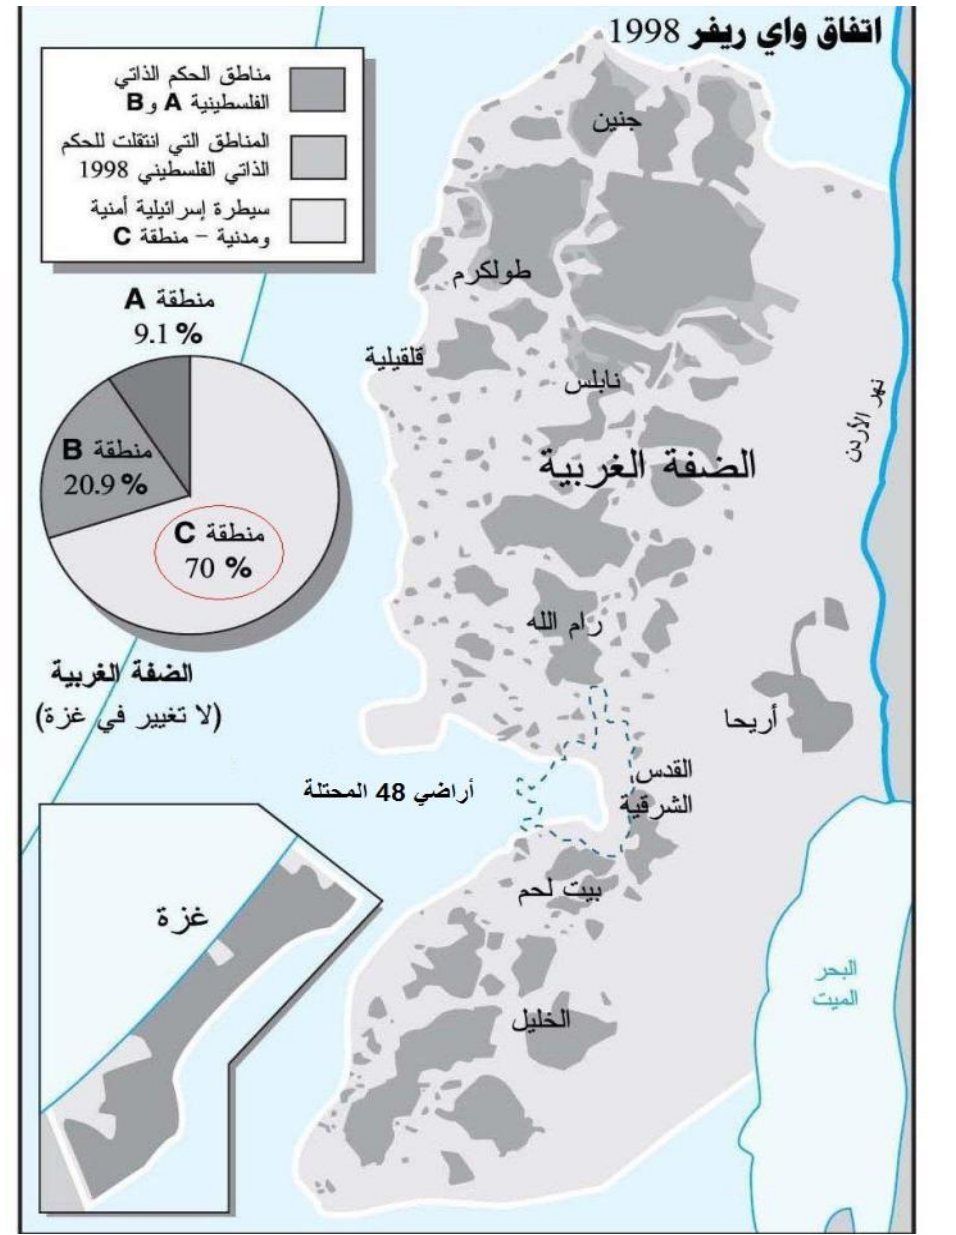 اتفاق واي ريفر 1998
مناطق الحكم الذاتي
الفلسطينية A و B
المناطق التي انتقلت للحكم
الذاتي الفلسطيني 1998
سيطرة إسرائيلية أمنية
ومدنية – منطقة C
منطقة A
9.1 %
منطقة B
20.9 %
منطقة C
70 %
الضفة الغربية
(لا تغيير في غزة)
جنين
طولكرم
قلقيلية
نابلس
نهر الأردن
الضفة الغربية
رام الله
أريحا
القدس
الشرقية
أراضي 48 المحتلة
بيت لحم
غزة
البحر
الميت
الخليل